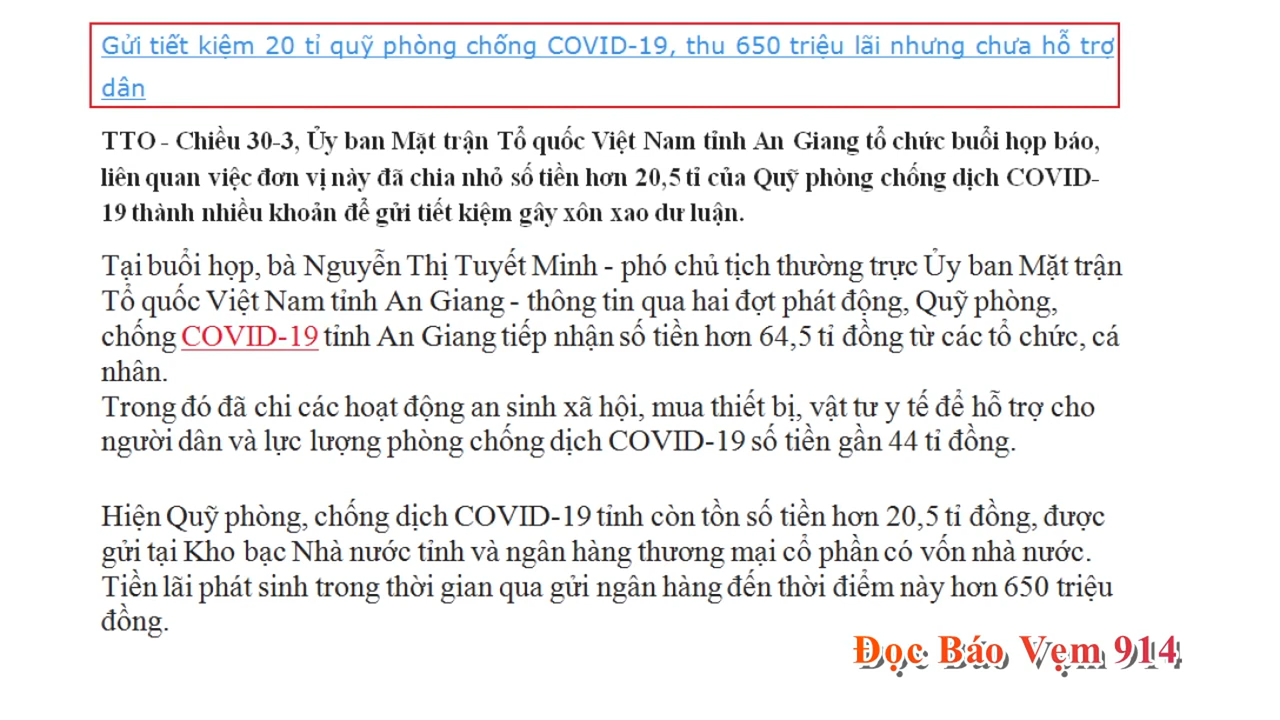 Gửi tiết kiệm 20 tỉ quỹ phòng chống COVID-19, thu 650 triệu lãi nhưng chưa hỗ trợ
dân
TTO - Chiều 30-3, Ủy ban Mặt trận Tổ quốc Việt Nam tỉnh An Giang tổ chức buổi họp báo,
liên quan việc đơn vị này đã chia nhỏ số tiền hơn 20,5 tỉ của Quỹ phòng chống dịch COVID-
19 thành nhiều khoản để gửi tiết kiệm gây xôn xao dư luận.
Tại buổi họp, bà Nguyễn Thị Tuyết Minh - phó chủ tịch thường trực Ủy ban Mặt trận
Tổ quốc Việt Nam tỉnh An Giang - thông tin qua hai đợt phát động, Quỹ phòng,
chống COVID-19 tỉnh An Giang tiếp nhận số tiền hơn 64,5 tỉ đồng từ các tổ chức, cá
nhân.
Trong đó đã chi các hoạt động an sinh xã hội, mua thiết bị, vật tư y tế để hỗ trợ cho
người dân và lực lượng phòng chống dịch COVID-19 số tiền gần 44 tỉ đồng.
Hiện Quỹ phòng, chống dịch COVID-19 tỉnh còn tồn số tiền hơn 20,5 tỉ đồng, được
gửi tại Kho bạc Nhà nước tỉnh và ngân hàng thương mại cổ phần có vốn nhà nước.
Tiền lãi phát sinh trong thời gian qua gửi ngân hàng đến thời điểm này hơn 650 triệu
đồng.
Đọc Báo Vẹm 914